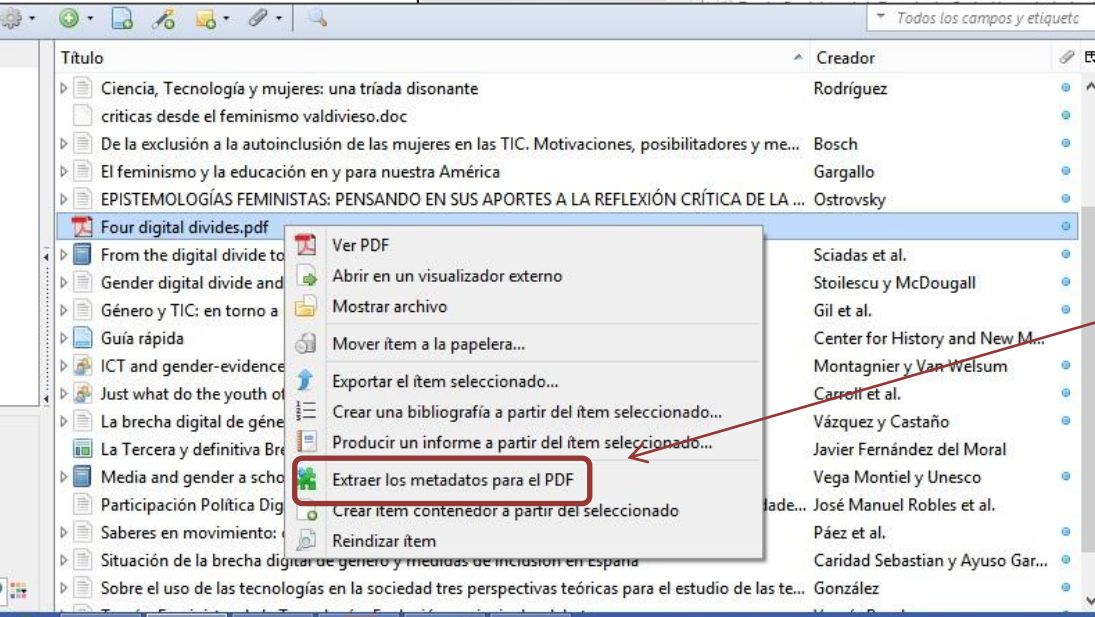 Todos los campos y etiquetc
Título Creador
Ciencia, Tecnología y mujeres: una tríada disonante Rodríguez
criticas desde el feminismo valdivieso.doc
De la exclusión a la autoinclusión de las mujeres en las TIC. Motivaciones, posibilitadores y me... Bosch
El feminismo y la educación en y para nuestra América Gargallo
EPISTEMOLOGÍAS FEMINISTAS: PENSANDO EN SUS APORTES A LA REFLEXIÓN CRÍTICA DE LA ... Ostrovsky
Four digital divides.pdf
From the digital divide to Sciadas et al.
Gender digital divide and Stoilescu y McDougall
Género y TIC: en torno a Gil et al.
Guía rápida Center for History and New M...
ICT and gender-evidence Montagnier y Van Welsum
Just what do the youth of Carroll et al.
La brecha digital de géne Vázquez y Castaño
La Tercera y definitiva Bre Javier Fernández del Moral
Media and gender a scho Vega Montiel y Unesco
Participación Política Dig dade... José Manuel Robles et al.
Saberes en movimiento: Páez et al.
Situación de la brecha digital de género y medidas de inclusión en España Caridad Sebastian y Ayuso Gar...
Sobre el uso de las tecnologías en la sociedad tres perspectivas teóricas para el estudio de las te... González
Ver PDF
Abrir en un visualizador externo
Mostrar archivo
Mover ítem a la papelera...
Exportar el ítem seleccionado...
Crear una bibliografía a partir del ítem seleccionado...
Producir un informe a partir del ítem seleccionado...
Extraer los metadatos para el PDF
Crear ítem contenedor a partir del seleccionado
Reindizar ítem